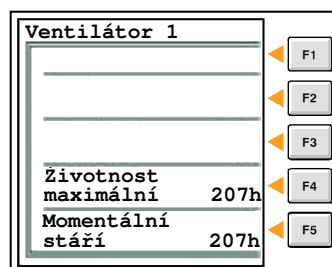 Ventilátor 1
F1
F2
F3
Životnost
maximální 207h
F4
Momentální
stáří 207h
F5